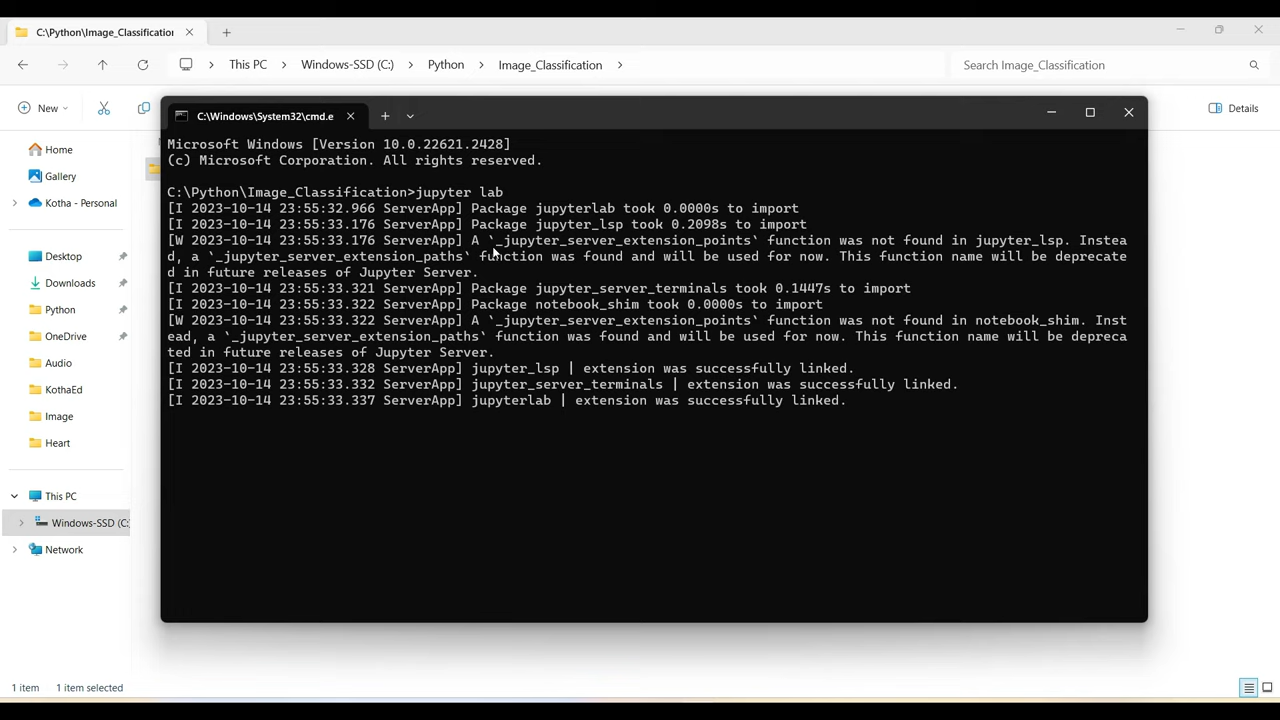 C:\Python\Image_Classification
This PC
Windows-SSD (C:)
Python
Image_Classification
Search Image_Classification
New
Details
Home
Gallery
Kotha - Personal
Desktop
Downloads
Python
OneDrive
Audio
KothaEd
Image
Heart
This PC
Windows-SSD (C:
Network
1 item
1 item selected
C:\Windows\System32\cmd.e
Microsoft Windows [Version 10.0.22621.2428]
(c) Microsoft Corporation. All rights reserved.
C:\Python\Image_Classification>jupyter lab
[I 2023-10-14 23:55:32.966 ServerApp] Package jupyterlab took 0.0000s to import
[I 2023-10-14 23:55:33.176 ServerApp] Package jupyter_lsp took 0.2098s to import
[W 2023-10-14 23:55:33.176 ServerApp] A `_jupyter_server_extension_points` function was not found in jupyter_lsp. Instea
d, a `_jupyter_server_extension_paths` function was found and will be used for now. This function name will be deprecate
d in future releases of Jupyter Server.
[I 2023-10-14 23:55:33.321 ServerApp] Package jupyter_server_terminals took 0.1447s to import
[I 2023-10-14 23:55:33.322 ServerApp] Package notebook_shim took 0.0000s to import
[W 2023-10-14 23:55:33.322 ServerApp] A `_jupyter_server_extension_points` function was not found in notebook_shim. Inst
ead, a `_jupyter_server_extension_paths` function was found and will be used for now. This function name will be depreca
ted in future releases of Jupyter Server.
[I 2023-10-14 23:55:33.328 ServerApp] jupyter_lsp | extension was successfully linked.
[I 2023-10-14 23:55:33.332 ServerApp] jupyter_server_terminals | extension was successfully linked.
[I 2023-10-14 23:55:33.337 ServerApp] jupyterlab | extension was successfully linked.